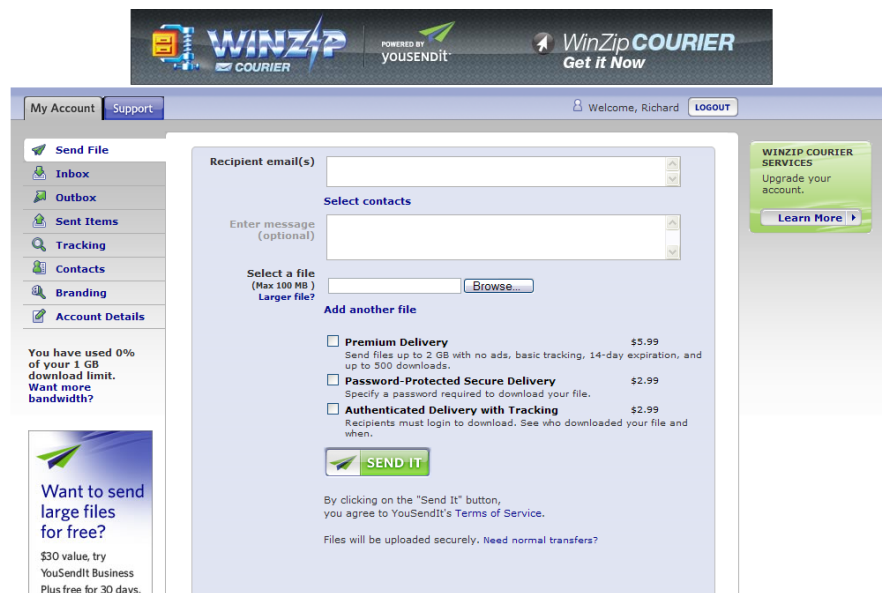 WINZIP
COURIER
POWERED BY
YOUSENDIT
WinZip COURIER
Get it Now
My Account
Support
Welcome, Richard
LOGOUT
Send File
Inbox
Outbox
Sent Items
Tracking
Contacts
Branding
Account Details
You have used 0%
of your 1 GB
download limit.
Want more
bandwidth?
Want to send
large files
for free?
$30 value, try
YouSendIt Business
Plus free for 30 days.
Recipient email(s)
Select contacts
Enter message
(optional)
Select a file
(Max 100 MB )
Larger file?
Browse...
Add another file
Premium Delivery $5.99
Send files up to 2 GB with no ads, basic tracking, 14-day expiration, and
up to 500 downloads.
Password-Protected Secure Delivery $2.99
Specify a password required to download your file.
Authenticated Delivery with Tracking $2.99
Recipients must login to download. See who downloaded your file and
when.
SEND IT
By clicking on the "Send It" button,
you agree to YouSendIt's Terms of Service.
Files will be uploaded securely. Need normal transfers?
WINZIP COURIER
SERVICES
Upgrade your
account.
Learn More